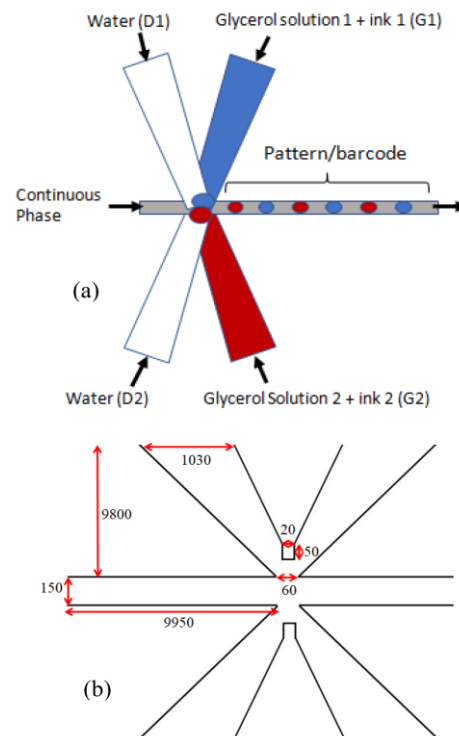 Water (D1)
Glycerol solution 1 + ink 1 (G1)
Pattern/barcode
Continuous
Phase
(a)
Water (D2)
Glycerol Solution 2 + ink 2 (G2)
1030
9800
20
50
150
60
9950
(b)